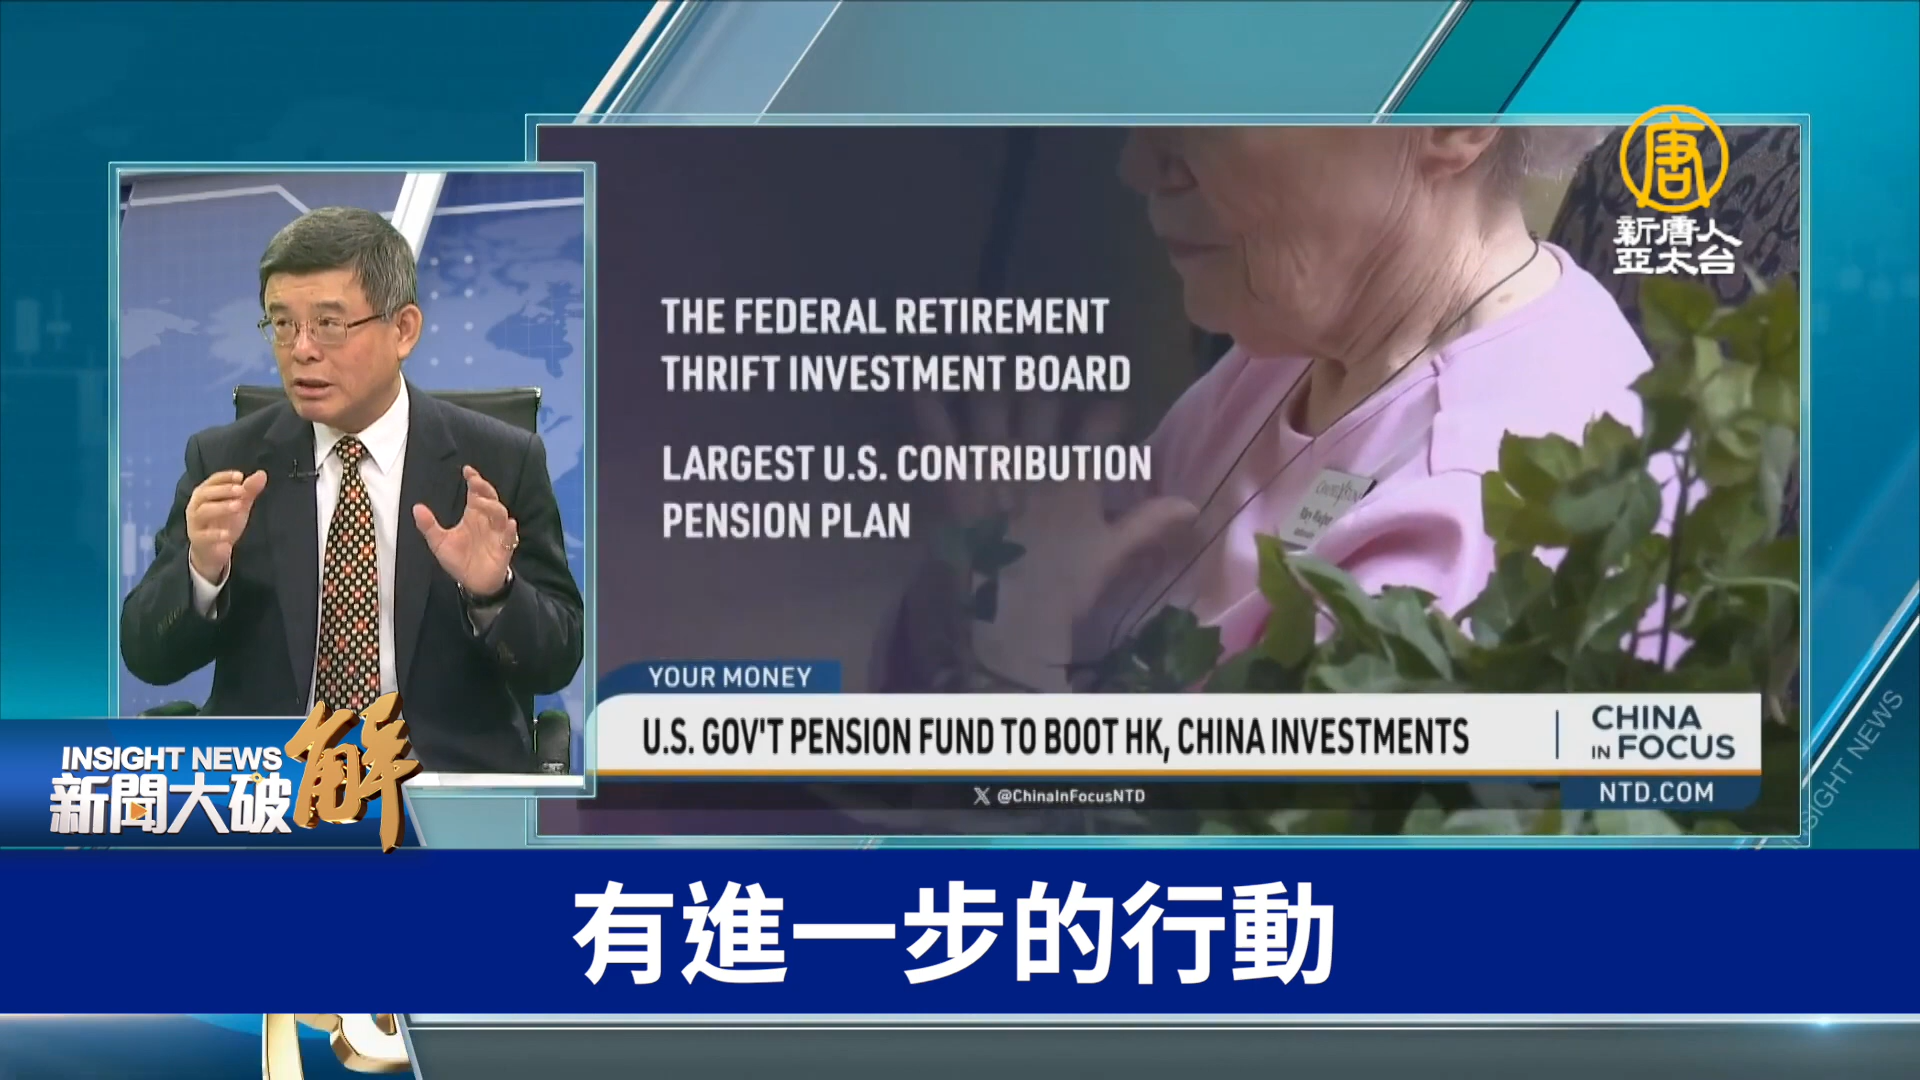 唐
新唐人
亞太台
THE FEDERAL RETIREMENT
THRIFT INVESTMENT BOARD
LARGEST U.S. CONTRIBUTION
PENSION PLAN
YOUR MONEY
U.S. GOV'T PENSION FUND TO BOOT HK, CHINA INVESTMENTS
CHINA
IN FOCUS
NTD.COM
X @ChinaInFocusNTD
INSIGHT NEWS
INSIGHT NEWS
新聞大破解
有進一步的行動